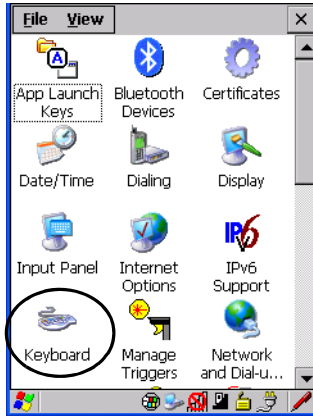 File View
App Launch Keys
Bluetooth Devices
Certificates
Date/Time
Dialing
Display
Input Panel
Internet Options
IPv6
IPv6 Support
Keyboard
Manage Triggers
Network and Dial-u...